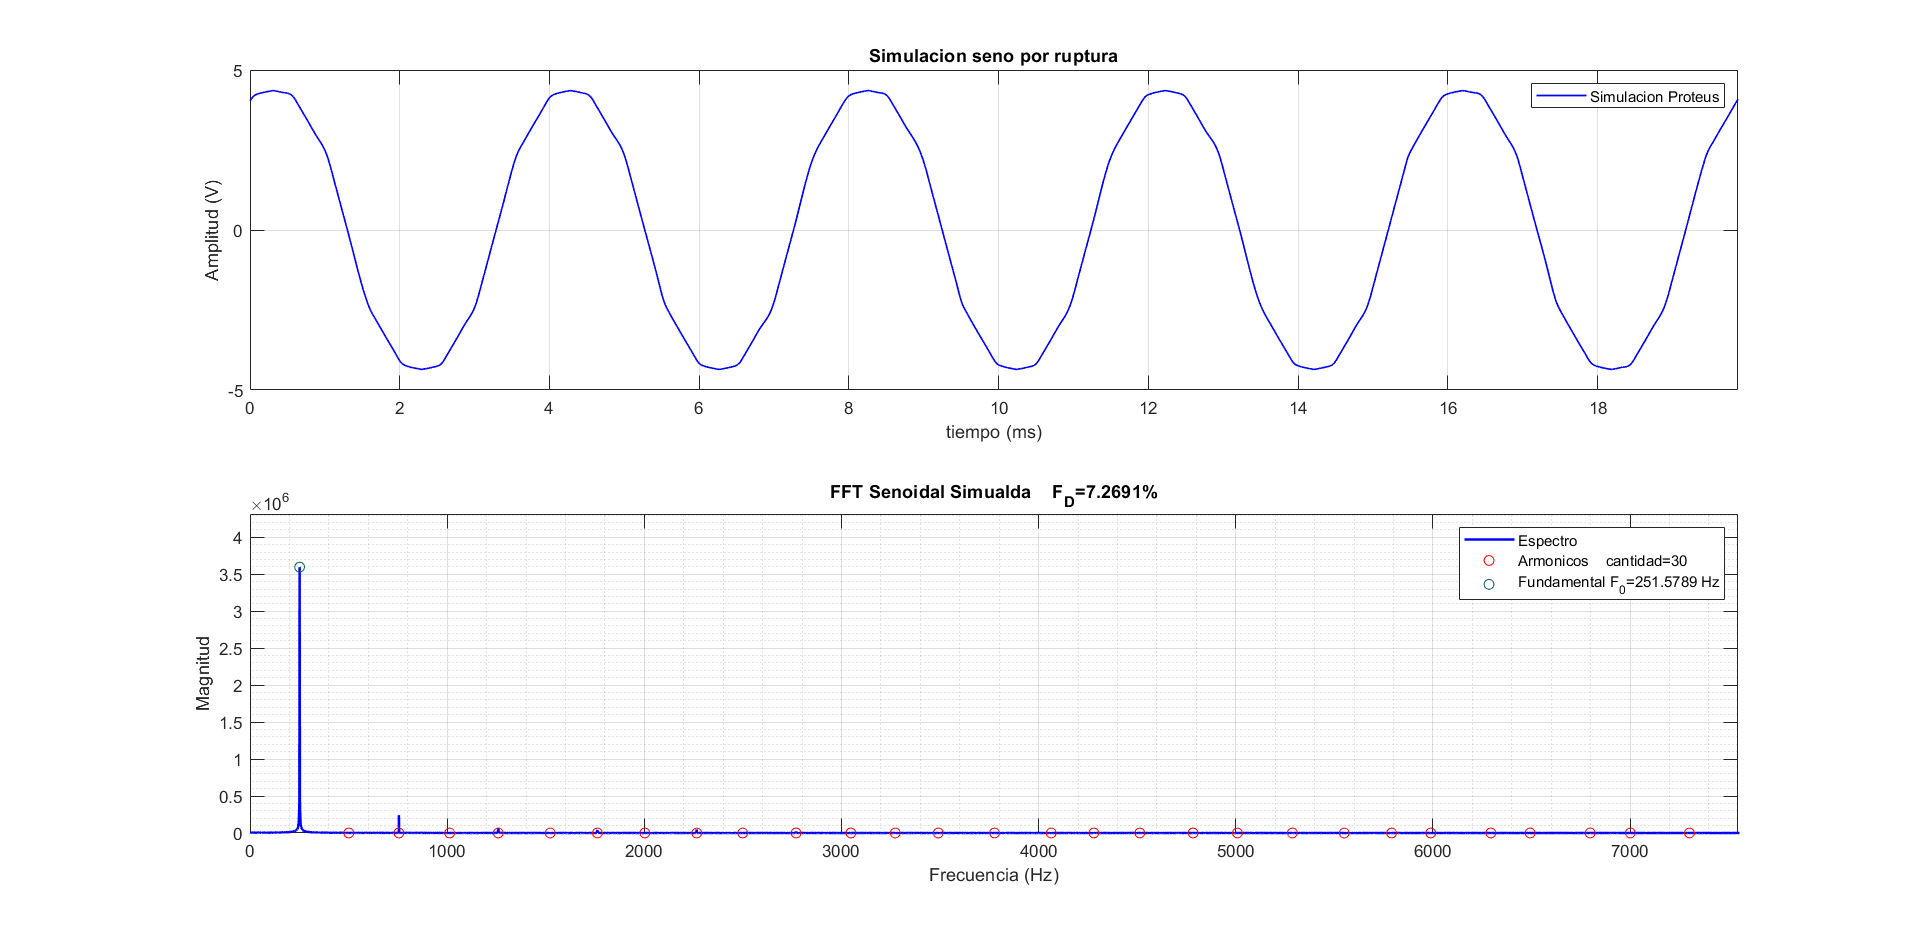 Simulacion seno por ruptura
5
0
-5
Amplitud (V)
Simulacion Proteus
0 2 4 6 8 10 12 14 16 18
tiempo (ms)
FFT Senoidal Simualda F_D=7.2691%
×10^6
4
3.5
3
2.5
2
1.5
1
0.5
0
Magnitud
Espectro
Armonicos cantidad=30
Fundamental F_0=251.5789 Hz
0 1000 2000 3000 4000 5000 6000 7000
Frecuencia (Hz)